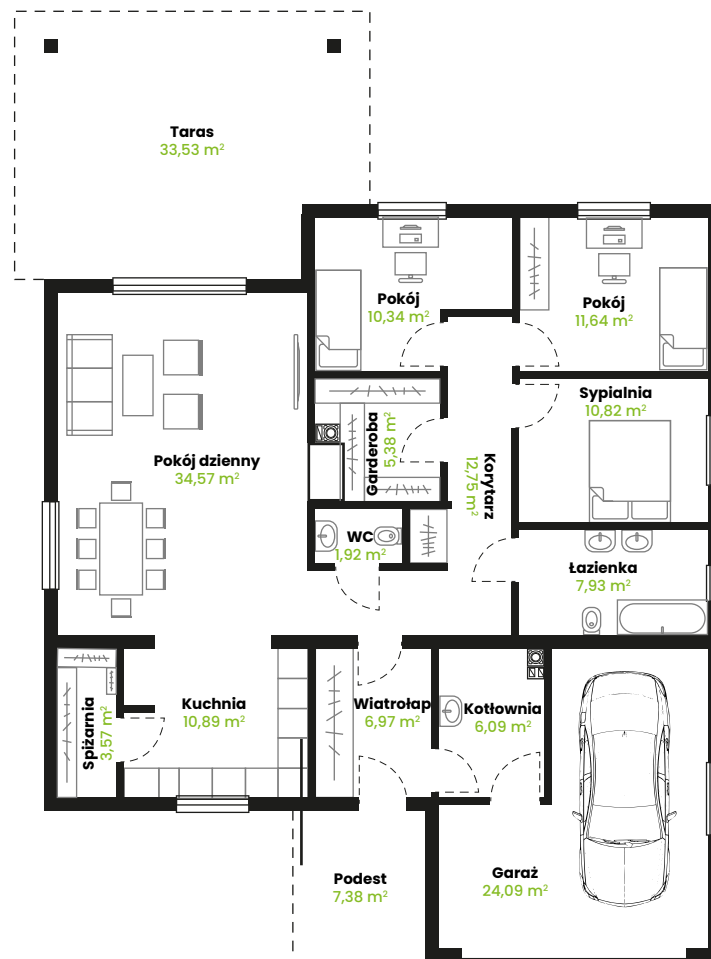 Taras
33,53 m²
Pokój
10,34 m²
Pokój
11,64 m²
Sypialnia
10,82 m²
Garderoba
5,38 m²
Pokój dzienny
34,57 m²
Korytarz
12,75 m²
WC
1,92 m²
Łazienka
7,93 m²
Spiżarnia
3,57 m²
Kuchnia
10,89 m²
Wiatrołap
6,97 m²
Kotłownia
6,09 m²
Podest
7,38 m²
Garaż
24,09 m²